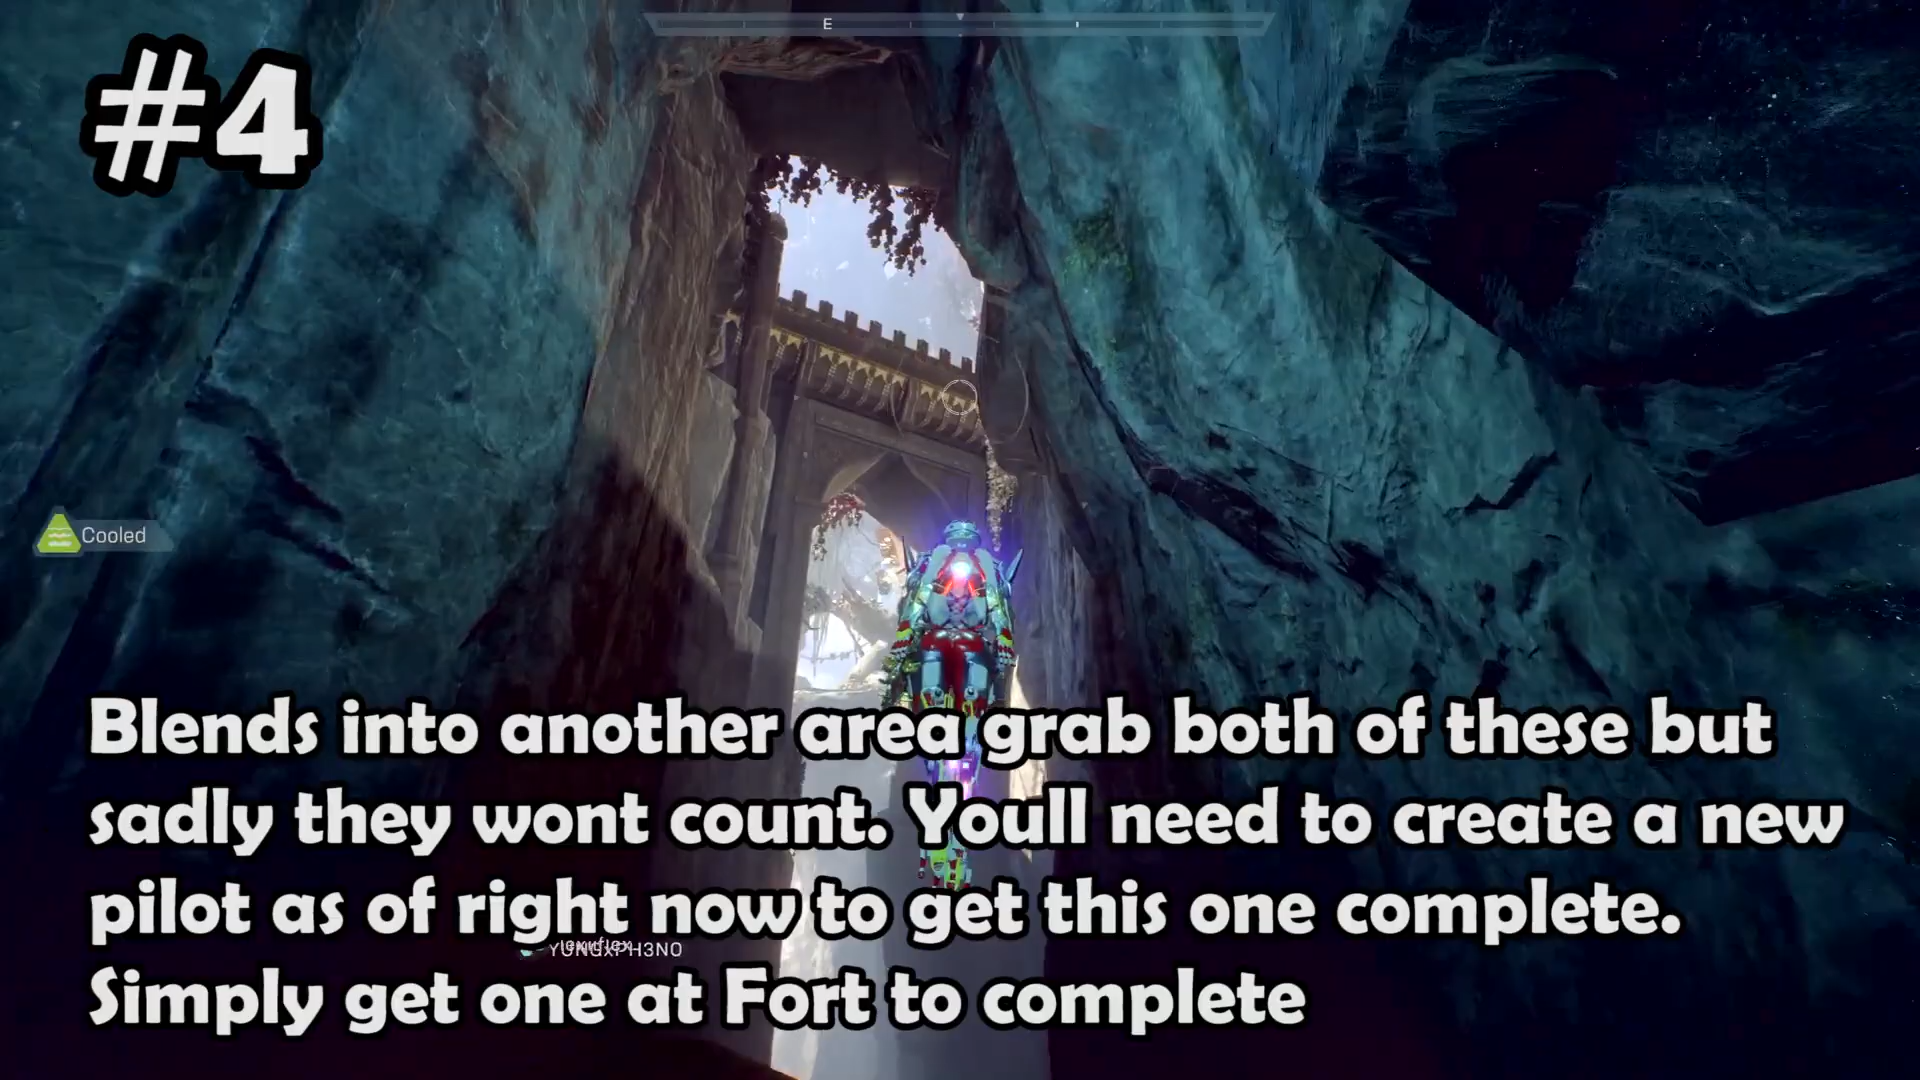 E
#4
Cooled
Blends into another area grab both of these but
sadly they wont count. Youll need to create a new
pilot as of right now to get this one complete.
YUNGxPH3NO
Simply get one at Fort to complete